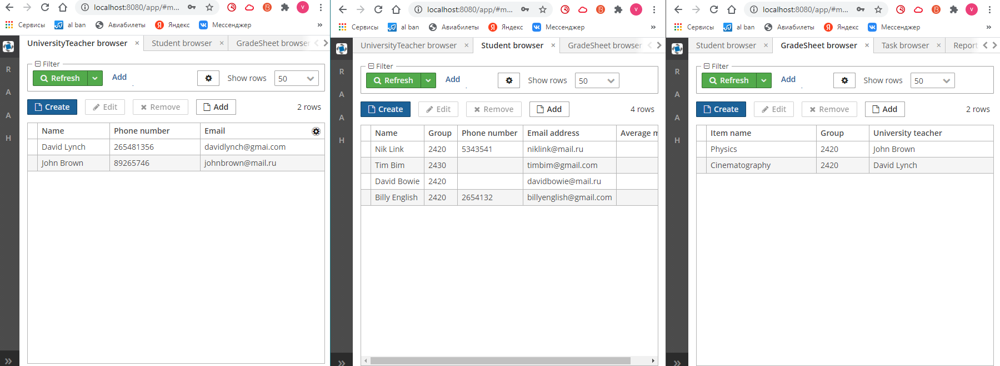 localhost:8080/app/#m...
Сервисы al ban Авиабилеты Яндекс Мессенджер »
UniversityTeacher browser × Student browser × GradeSheet browser
Filter
Refresh Add Show rows 50
Create Edit Remove Add 2 rows
Name Phone number Email
David Lynch 265481356 davidlynch@gmai.com
John Brown 89265746 johnbrown@mail.ru
R
A
A
H
»
localhost:8080/app/#m...
Сервисы al ban Авиабилеты Яндекс Мессенджер »
UniversityTeacher browser × Student browser × GradeSheet browser
Filter
Refresh Add Show rows 50
Create Edit Remove Add 4 rows
Name Group Phone number Email address Average m
Nik Link 2420 5343541 niklink@mail.ru
Tim Bim 2430 timbim@gmail.com
David Bowie 2420 davidbowie@mail.ru
Billy English 2420 2654132 billyenglish@gmail.com
R
A
A
H
»
localhost:8080/app/#m...
Сервисы al ban Авиабилеты Яндекс Мессенджер »
Student browser × GradeSheet browser × Task browser × Report
Filter
Refresh Add Show rows 50
Create Edit Remove Add 2 rows
Item name Group University teacher
Physics 2420 John Brown
Cinematography 2420 David Lynch
R
A
A
H
»